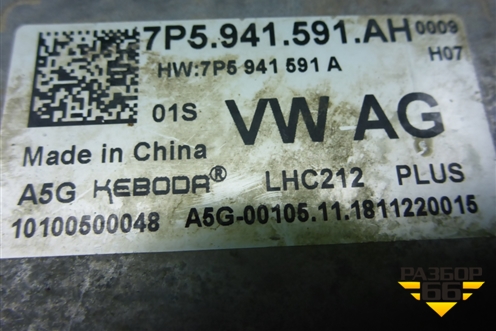 7P5.941.591.AH 0009
HW:7P5 941 591 A H07
01S VW AG
Made in China
A5G KEBODA® LHC212 PLUS
10100500048 A5G-00105.11.1811220015
РАЗБОР
66